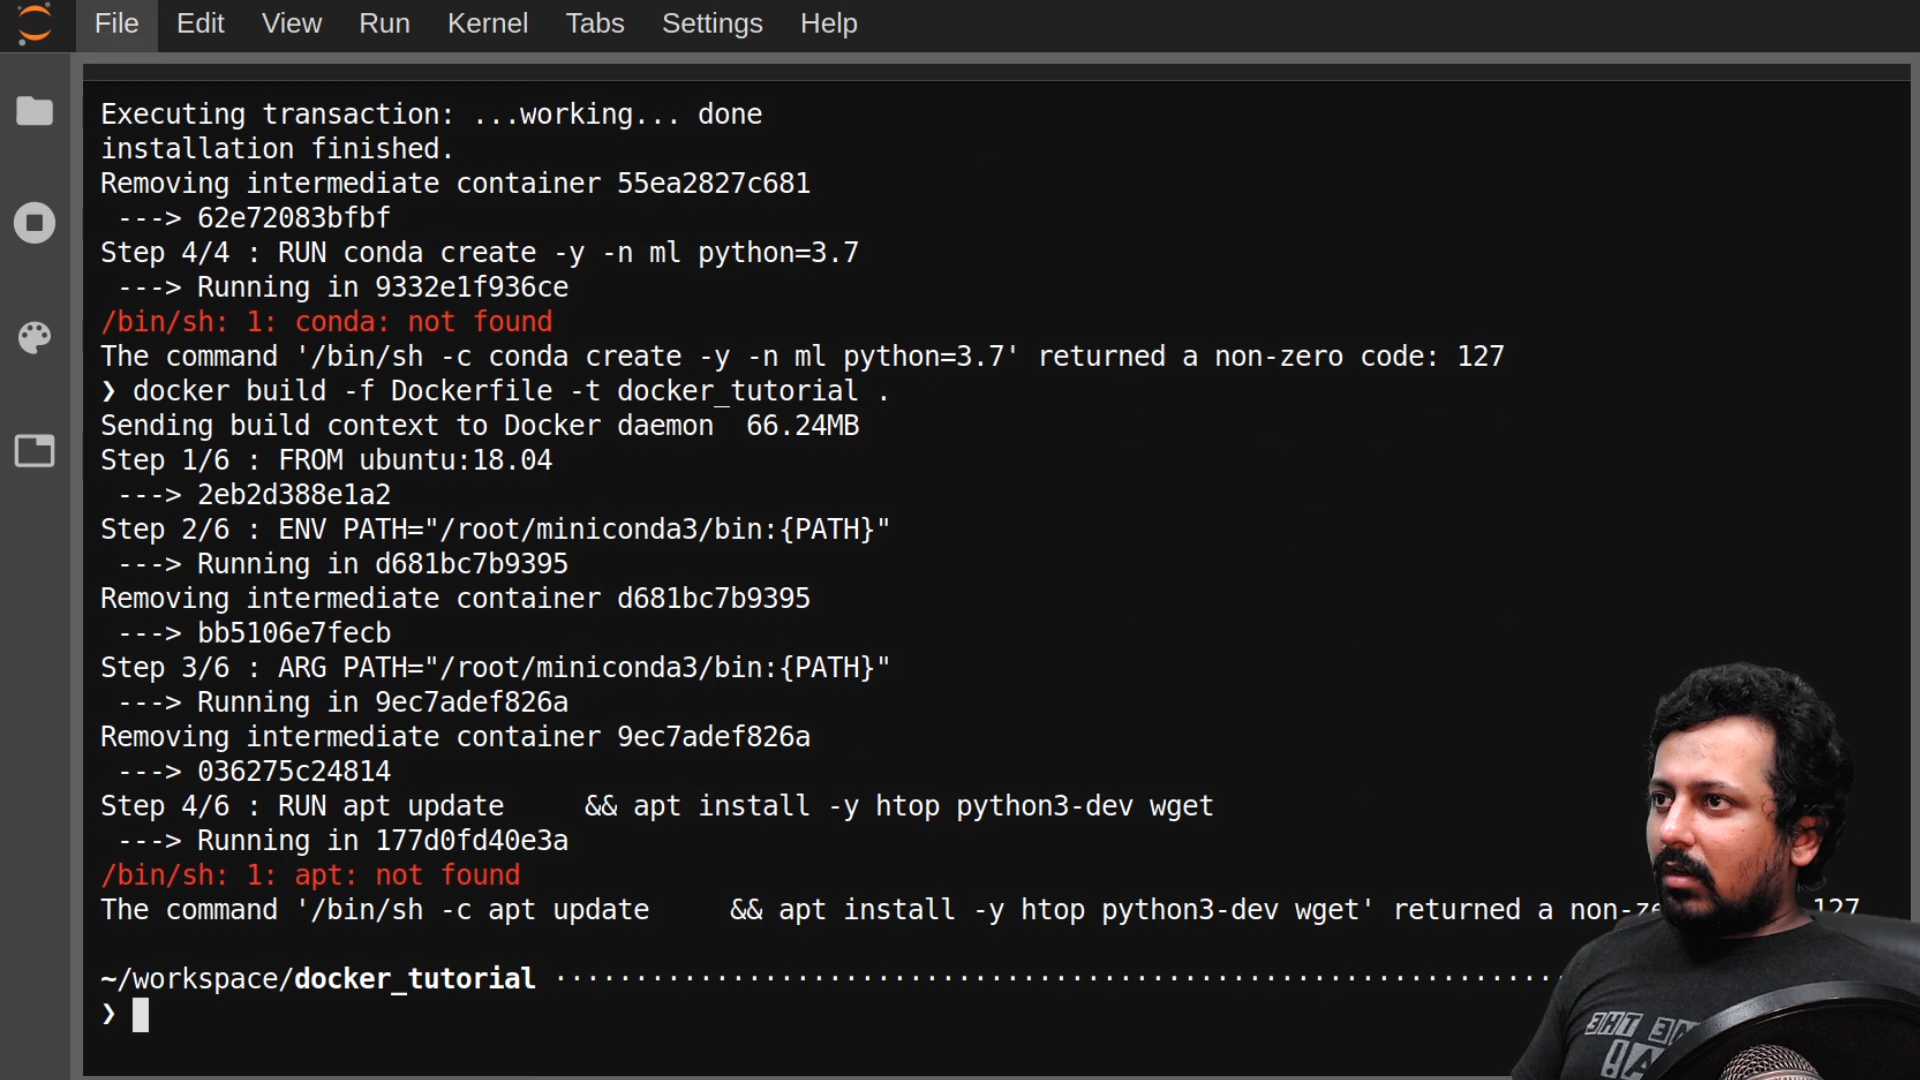 File Edit View Run Kernel Tabs Settings Help
Executing transaction: ...working... done
installation finished.
Removing intermediate container 55ea2827c681
 ---> 62e72083bfbf
Step 4/4 : RUN conda create -y -n ml python=3.7
 ---> Running in 9332e1f936ce
/bin/sh: 1: conda: not found
The command '/bin/sh -c conda create -y -n ml python=3.7' returned a non-zero code: 127
❯ docker build -f Dockerfile -t docker_tutorial .
Sending build context to Docker daemon  66.24MB
Step 1/6 : FROM ubuntu:18.04
 ---> 2eb2d388e1a2
Step 2/6 : ENV PATH="/root/miniconda3/bin:{PATH}"
 ---> Running in d681bc7b9395
Removing intermediate container d681bc7b9395
 ---> bb5106e7fecb
Step 3/6 : ARG PATH="/root/miniconda3/bin:{PATH}"
 ---> Running in 9ec7adef826a
Removing intermediate container 9ec7adef826a
 ---> 036275c24814
Step 4/6 : RUN apt update     && apt install -y htop python3-dev wget
 ---> Running in 177d0fd40e3a
/bin/sh: 1: apt: not found
The command '/bin/sh -c apt update     && apt install -y htop python3-dev wget' returned a 127
~/workspace/docker_tutorial
❯